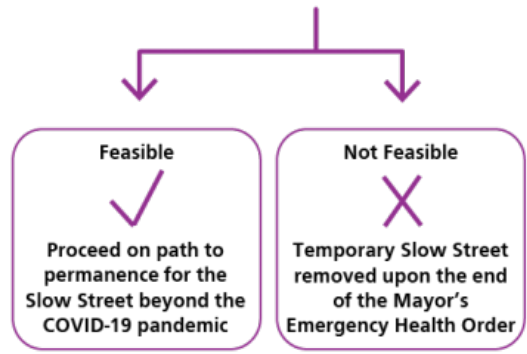 Feasible
Proceed on path to
permanence for the
Slow Street beyond the
COVID-19 pandemic
Not Feasible
Temporary Slow Street
removed upon the end
of the Mayor's
Emergency Health Order